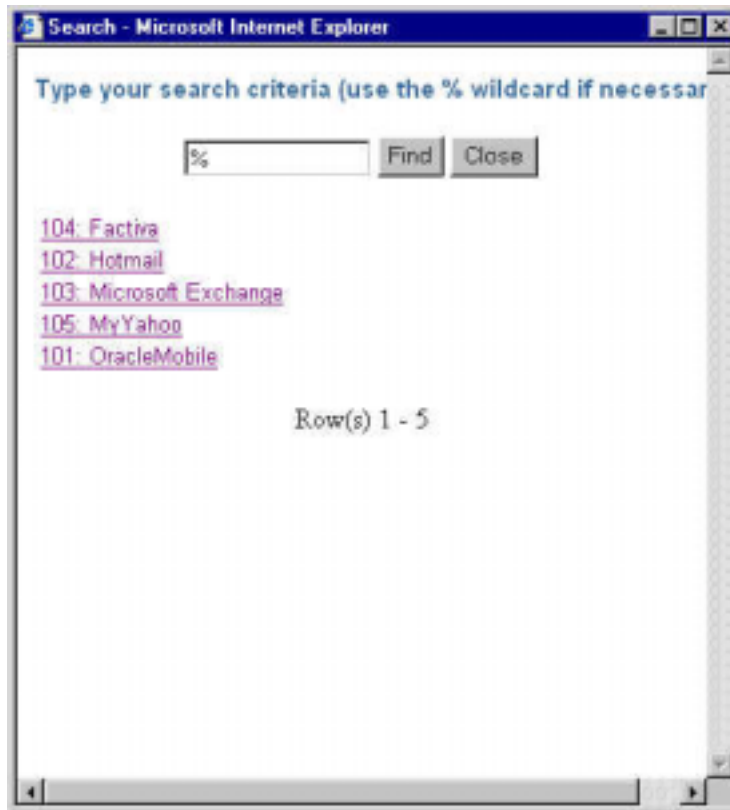 Search - Microsoft Internet Explorer
Type your search criteria (use the % wildcard if necessar
% Find Close
104: Factiva
102: Hotmail
103: Microsoft Exchange
105: MyYahoo
101: OracleMobile
Row(s) 1 - 5